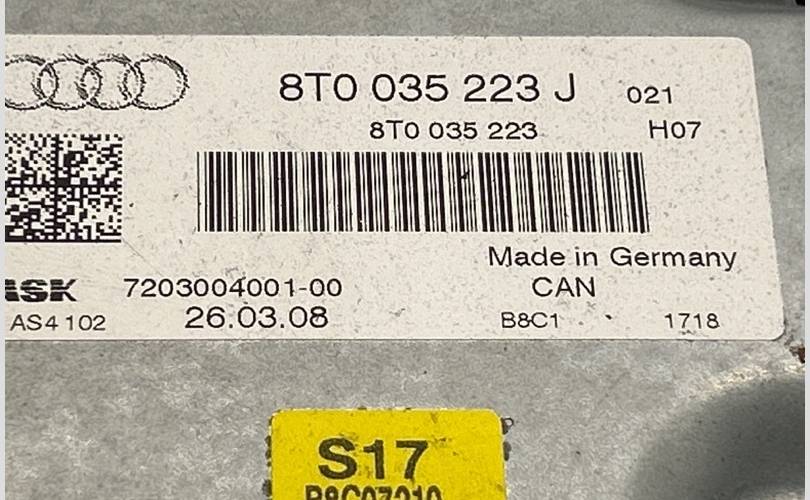 8T0 035 223 J 021
8T0 035 223 H07
Made in Germany
ASK 7203004001-00 CAN
AS4 102 26.03.08 B8C1 1718
S17